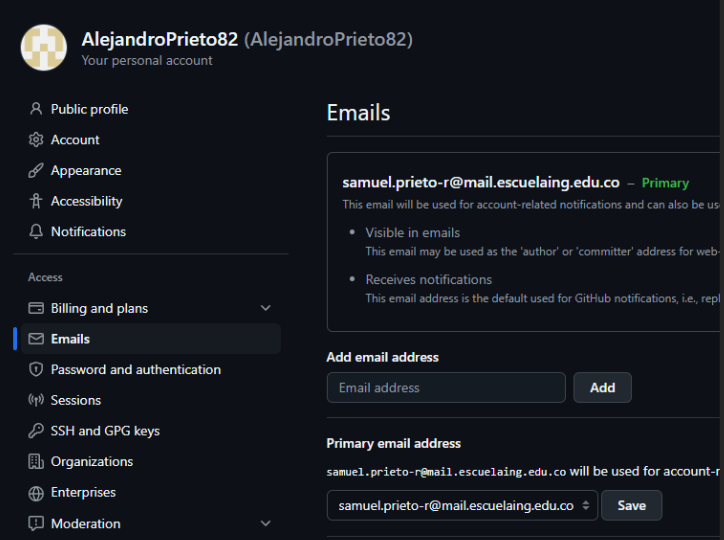 AlejandroPrieto82 (AlejandroPrieto82)
Your personal account
Public profile
Account
Appearance
Accessibility
Notifications
Access
Billing and plans
Emails
Password and authentication
Sessions
SSH and GPG keys
Organizations
Enterprises
Moderation
Emails
samuel.prieto-r@mail.escuelaing.edu.co – Primary
This email will be used for account-related notifications and can also be us
• Visible in emails
This email may be used as the 'author' or 'committer' address for web-
• Receives notifications
This email address is the default used for GitHub notifications, i.e., repl
Add email address
Email address
Add
Primary email address
samuel.prieto-r@mail.escuelaing.edu.co will be used for account-r
samuel.prieto-r@mail.escuelaing.edu.co
Save